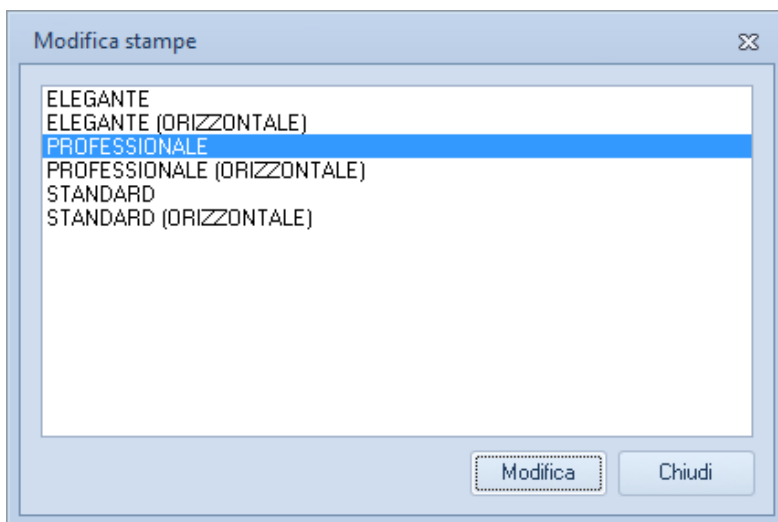 Modifica stampe
ELEGANTE
ELEGANTE (ORIZZONTALE)
PROFESSIONALE
PROFESSIONALE (ORIZZONTALE)
STANDARD
STANDARD (ORIZZONTALE)
Modifica Chiudi